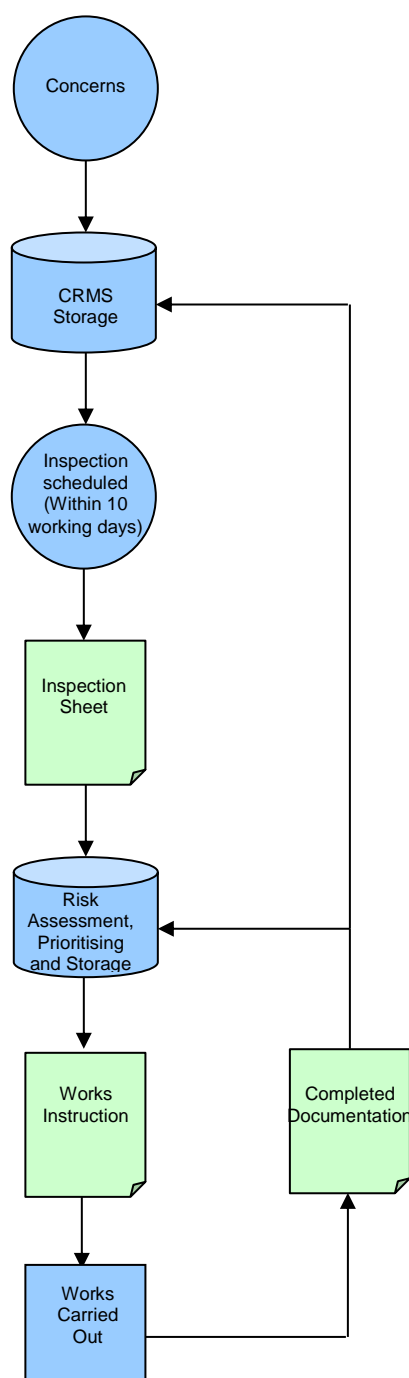 Concerns
CRMS
Storage
Inspection
scheduled
(Within 10
working days)
Inspection
Sheet
Risk
Assessment,
Prioritising
and Storage
Works
Instruction
Completed
Documentation
Works
Carried
Out